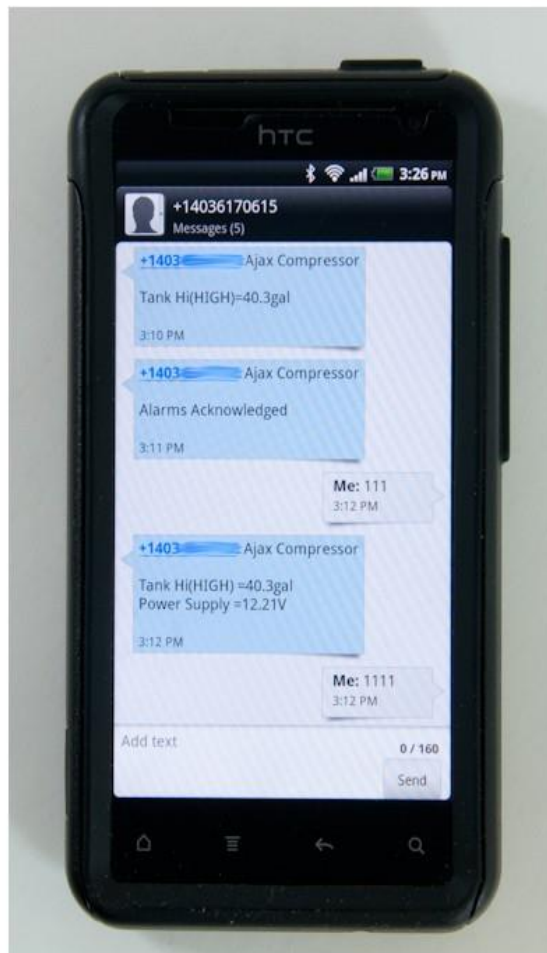 hTC
3:26 PM
+14036170615
Messages (5)
+1403 Ajax Compressor
Tank Hi(HIGH)=40.3gal
3:10 PM
+1403 Ajax Compressor
Alarms Acknowledged
3:11 PM
Me: 111
3:12 PM
+1403 Ajax Compressor
Tank Hi(HIGH) =40.3gal
Power Supply =12.21V
3:12 PM
Me: 1111
3:12 PM
Add text
0 / 160
Send